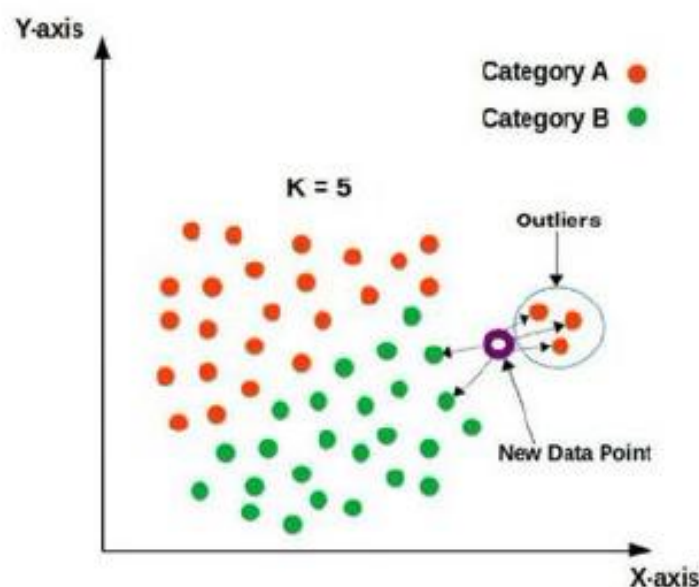 Y-axis
Category A
Category B
K = 5
Outliers
New Data Point
X-axis